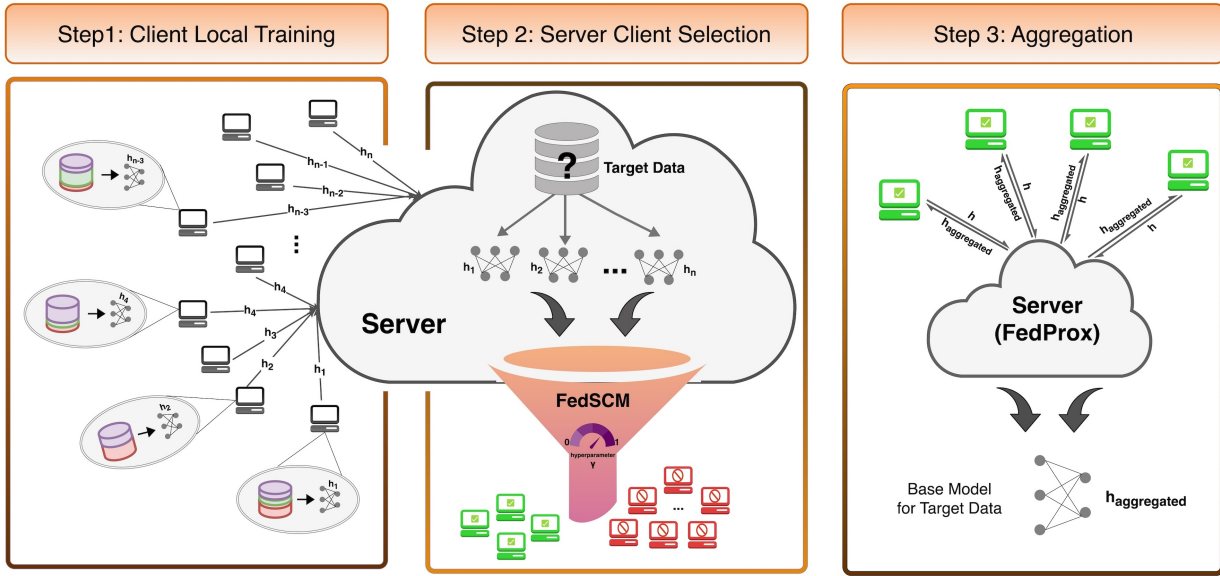 Step1: Client Local Training
Step 2: Server Client Selection
Step 3: Aggregation
hn
hn-1
hn-2
hn-3
hn-3
...
h4
h4
h4
h3
h2
h1
h2
h1
?
Target Data
h1
h2
...
hn
Server
FedSCM
0
1
hyperparameter
γ
...
h
haggregated
h
haggregated
h
haggregated
haggregated
h
Server
(FedProx)
Base Model
for Target Data
haggregated